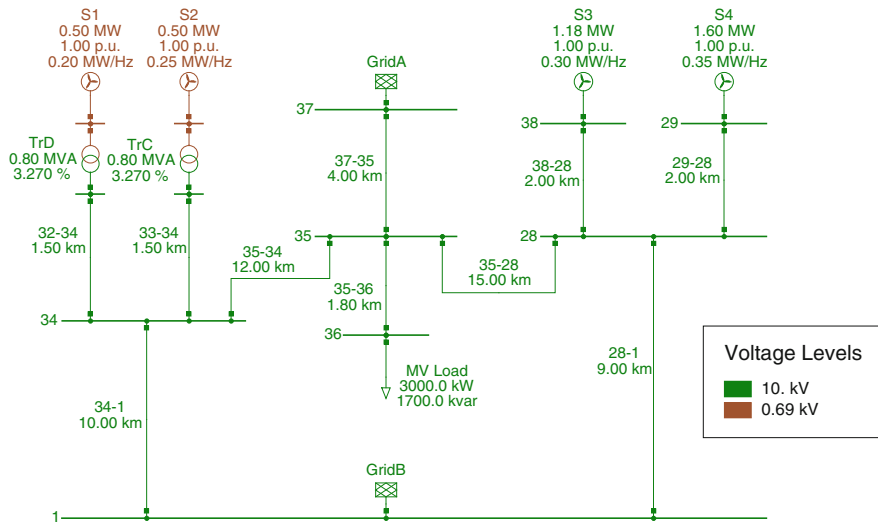 S1
0.50 MW
1.00 p.u.
0.20 MW/Hz
S2
0.50 MW
1.00 p.u.
0.25 MW/Hz
GridA
S3
1.18 MW
1.00 p.u.
0.30 MW/Hz
S4
1.60 MW
1.00 p.u.
0.35 MW/Hz
37
38
29
TrD
0.80 MVA
3.270 %
TrC
0.80 MVA
3.270 %
37-35
4.00 km
38-28
2.00 km
29-28
2.00 km
32-34
1.50 km
33-34
1.50 km
35
28
35-34
12.00 km
35-28
15.00 km
35-36
1.80 km
34
36
MV Load
3000.0 kW
1700.0 kvar
28-1
9.00 km
34-1
10.00 km
Voltage Levels
10. kV
0.69 kV
GridB
1